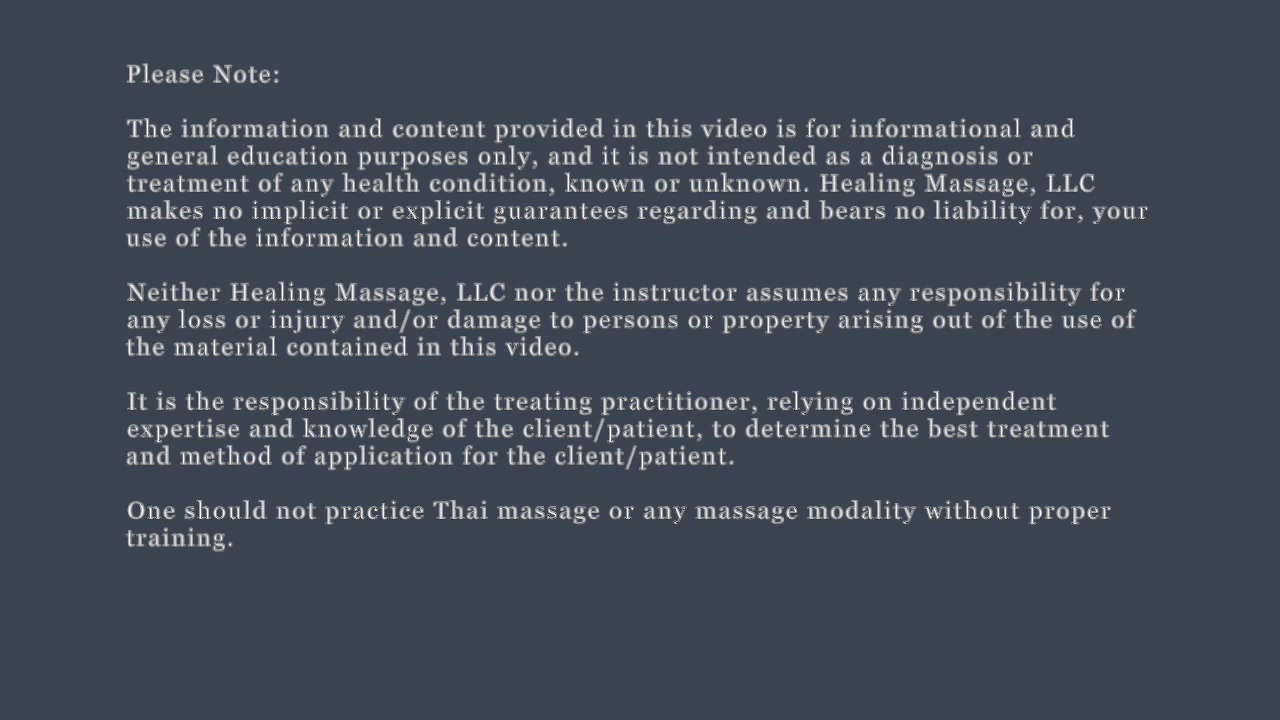 Please Note:
The information and content provided in this video is for informational and
general education purposes only, and it is not intended as a diagnosis or
treatment of any health condition, known or unknown. Healing Massage, LLC
makes no implicit or explicit guarantees regarding and bears no liability for, your
use of the information and content.
Neither Healing Massage, LLC nor the instructor assumes any responsibility for
any loss or injury and/or damage to persons or property arising out of the use of
the material contained in this video.
It is the responsibility of the treating practitioner, relying on independent
expertise and knowledge of the client/patient, to determine the best treatment
and method of application for the client/patient.
One should not practice Thai massage or any massage modality without proper
training.